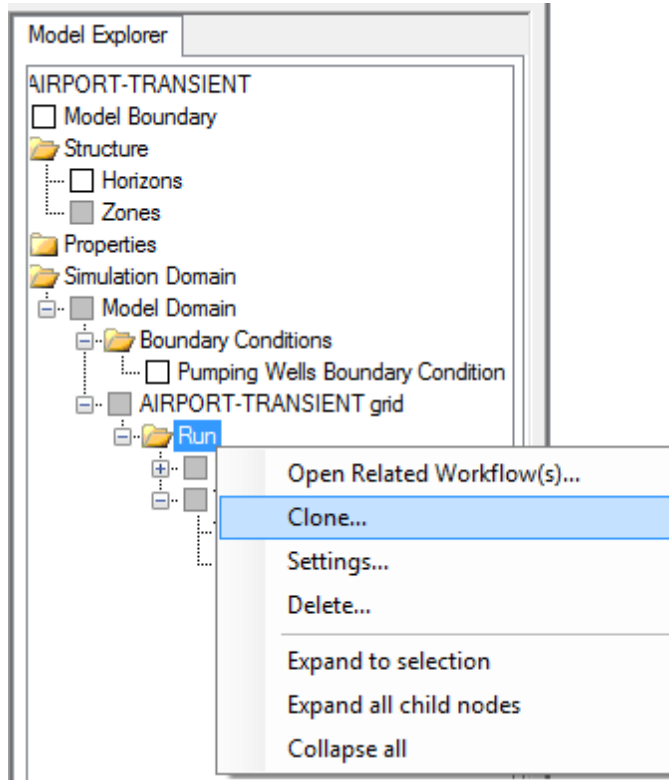 Model Explorer
AIRPORT-TRANSIENT
Model Boundary
Structure
Horizons
Zones
Properties
Simulation Domain
Model Domain
Boundary Conditions
Pumping Wells Boundary Condition
AIRPORT-TRANSIENT grid
Run
Open Related Workflow(s)...
Clone...
Settings...
Delete...
Expand to selection
Expand all child nodes
Collapse all